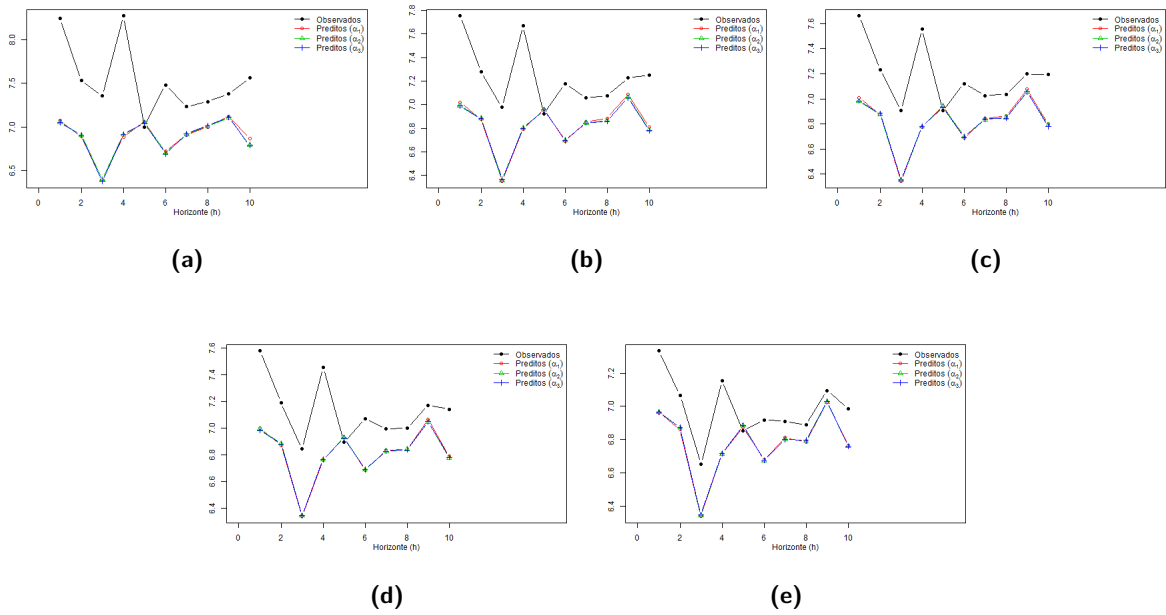 Observados
Preditos (α1)
Preditos (α2)
Preditos (α3)
8.0
7.5
7.0
6.5
0 2 4 6 8 10
Horizonte (h)
(a)
Observados
Preditos (α1)
Preditos (α2)
Preditos (α3)
7.8
7.6
7.4
7.2
7.0
6.8
6.6
6.4
0 2 4 6 8 10
Horizonte (h)
(b)
Observados
Preditos (α1)
Preditos (α2)
Preditos (α3)
7.6
7.4
7.2
7.0
6.8
6.6
6.4
0 2 4 6 8 10
Horizonte (h)
(c)
Observados
Preditos (α1)
Preditos (α2)
Preditos (α3)
7.6
7.4
7.2
7.0
6.8
6.6
6.4
0 2 4 6 8 10
Horizonte (h)
(d)
Observados
Preditos (α1)
Preditos (α2)
Preditos (α3)
7.2
7.0
6.8
6.6
6.4
0 2 4 6 8 10
Horizonte (h)
(e)